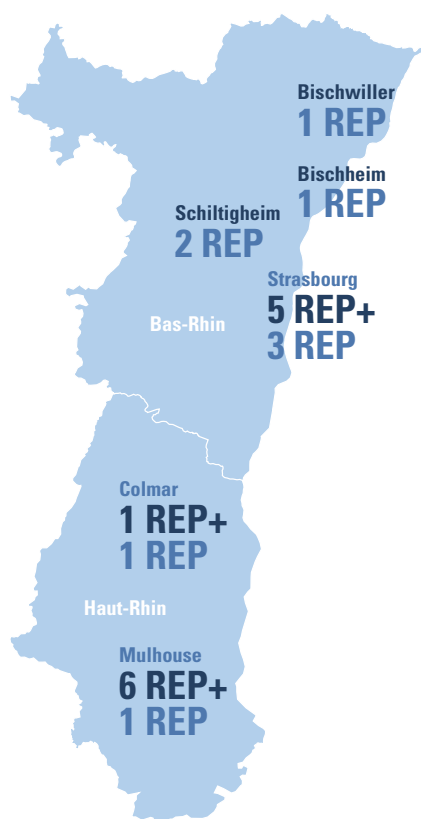 Bischwiller
1 REP
Bischheim
1 REP
Schiltigheim
2 REP
Strasbourg
5 REP+
3 REP
Bas-Rhin
Colmar
1 REP+
1 REP
Haut-Rhin
Mulhouse
6 REP+
1 REP